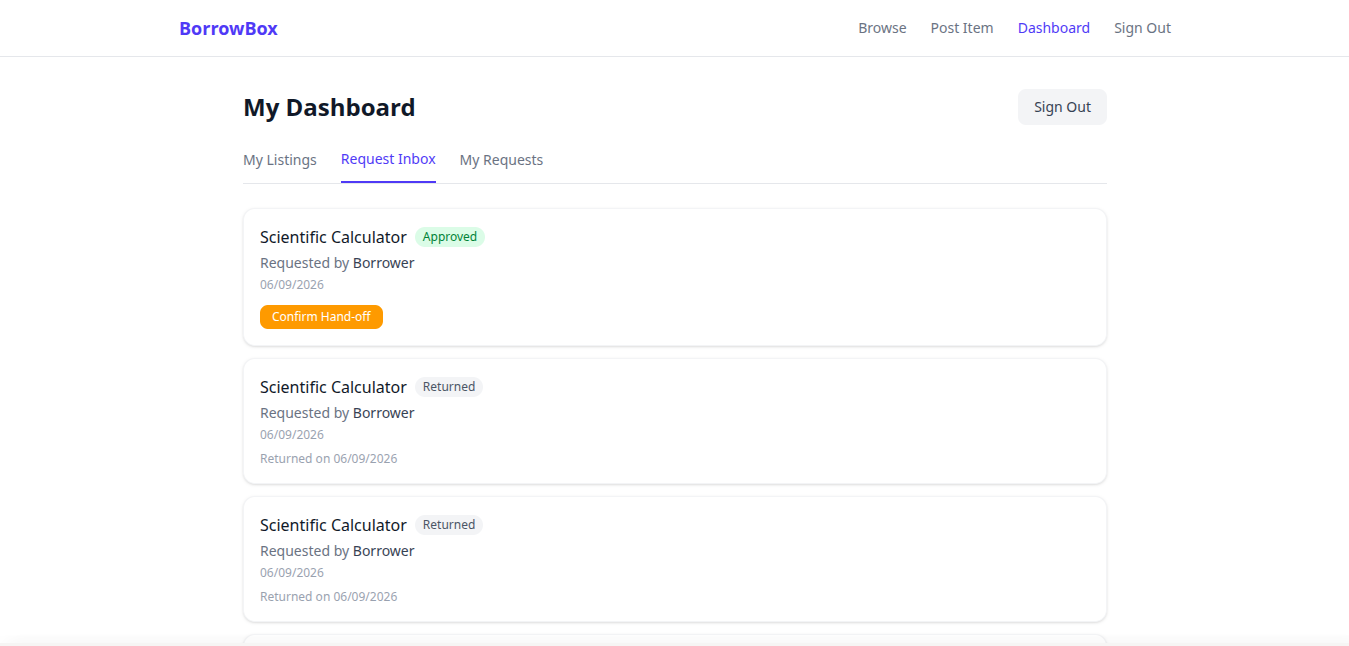 BorrowBox Browse Post Item Dashboard Sign Out
My Dashboard Sign Out
My Listings Request Inbox My Requests
Scientific Calculator Approved
Requested by Borrower
06/09/2026
Confirm Hand-off
Scientific Calculator Returned
Requested by Borrower
06/09/2026
Returned on 06/09/2026
Scientific Calculator Returned
Requested by Borrower
06/09/2026
Returned on 06/09/2026